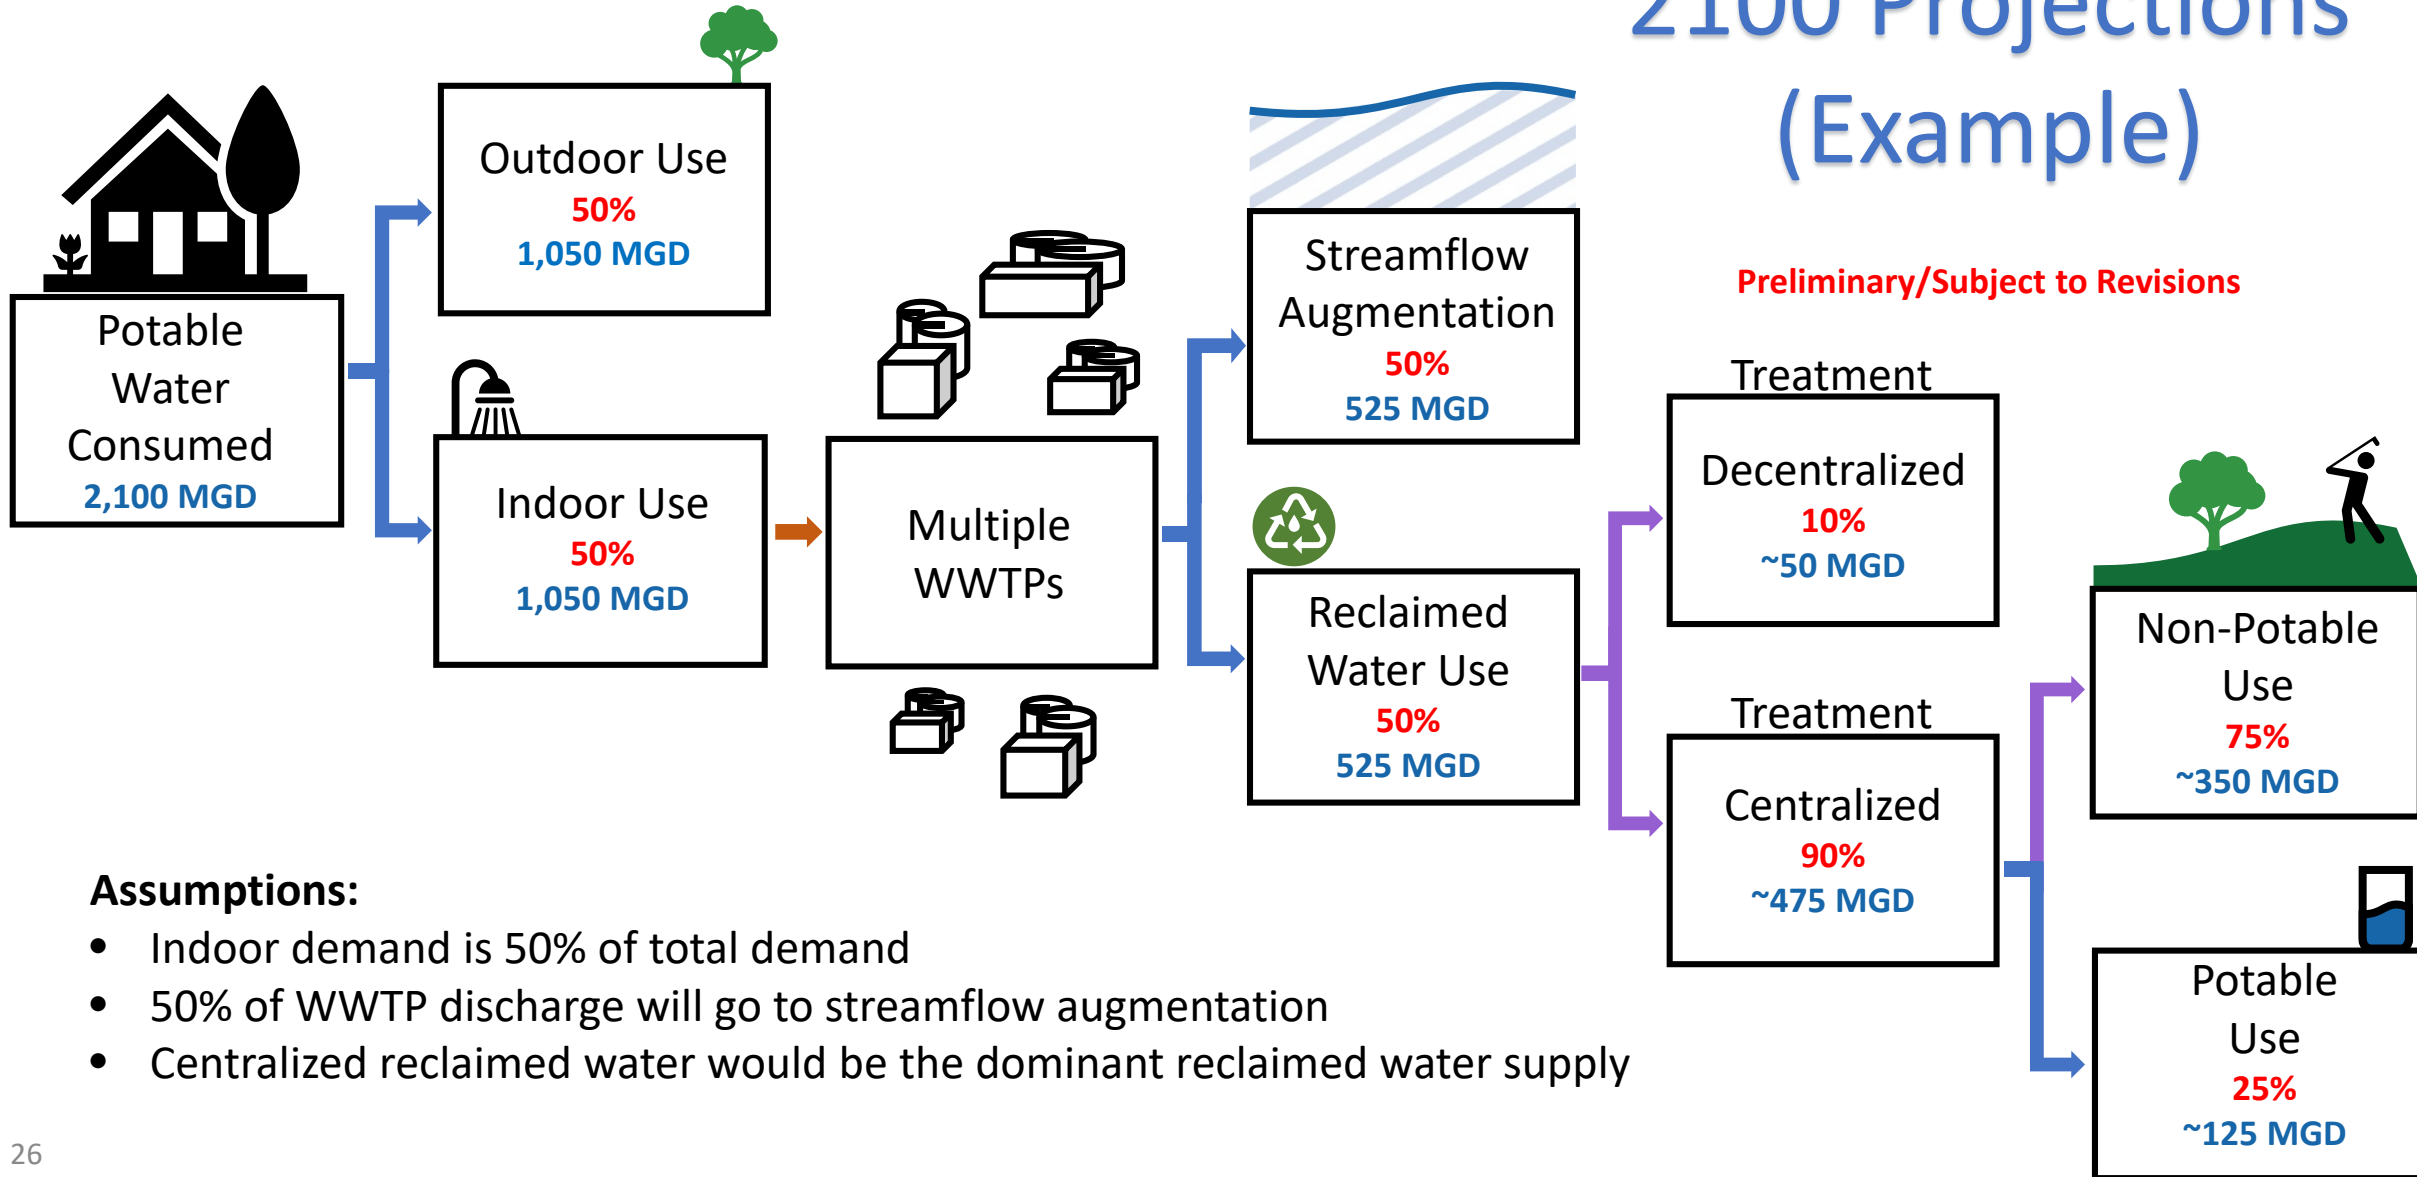 2100 Projections
(Example)
Preliminary/Subject to Revisions
Potable
Water
Consumed
2,100 MGD
Outdoor Use
50%
1,050 MGD
Indoor Use
50%
1,050 MGD
Multiple
WWTPs
Streamflow
Augmentation
50%
525 MGD
Reclaimed
Water Use
50%
525 MGD
Treatment
Decentralized
10%
~50 MGD
Treatment
Centralized
90%
~475 MGD
Non-Potable
Use
75%
~350 MGD
Potable
Use
25%
~125 MGD
Assumptions:
• Indoor demand is 50% of total demand
• 50% of WWTP discharge will go to streamflow augmentation
• Centralized reclaimed water would be the dominant reclaimed water supply
26